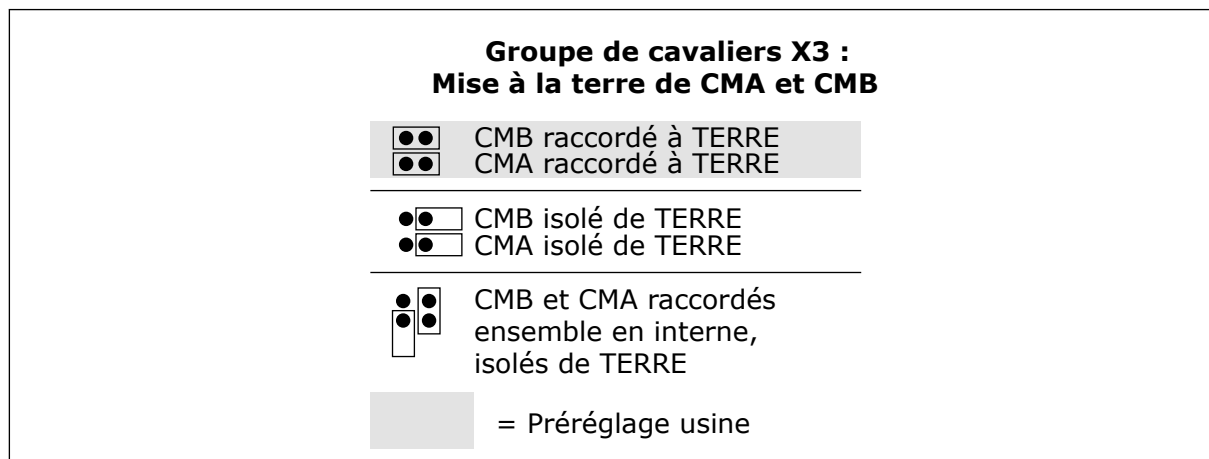 Groupe de cavaliers X3 :
Mise à la terre de CMA et CMB
CMB raccordé à TERRE
CMA raccordé à TERRE
CMB isolé de TERRE
CMA isolé de TERRE
CMB et CMA raccordés
ensemble en interne,
isolés de TERRE
= Préréglage usine